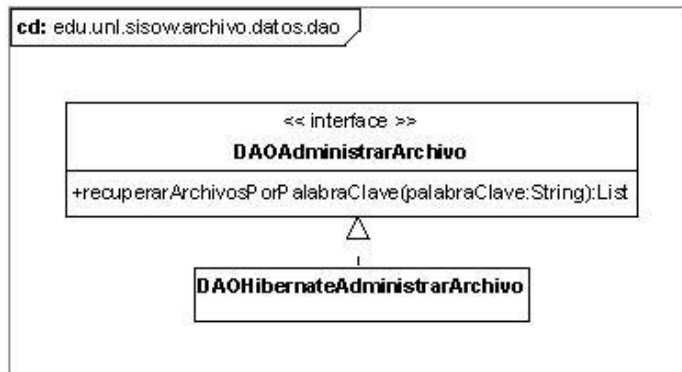 cd: edu.unl.sisow.archivo.datos.dao
<< interface >>
DAOAdministrarArchivo
+recuperarArchivosPorPalabraClave(palabraClave:String):List
DAOHibernateAdministrarArchivo